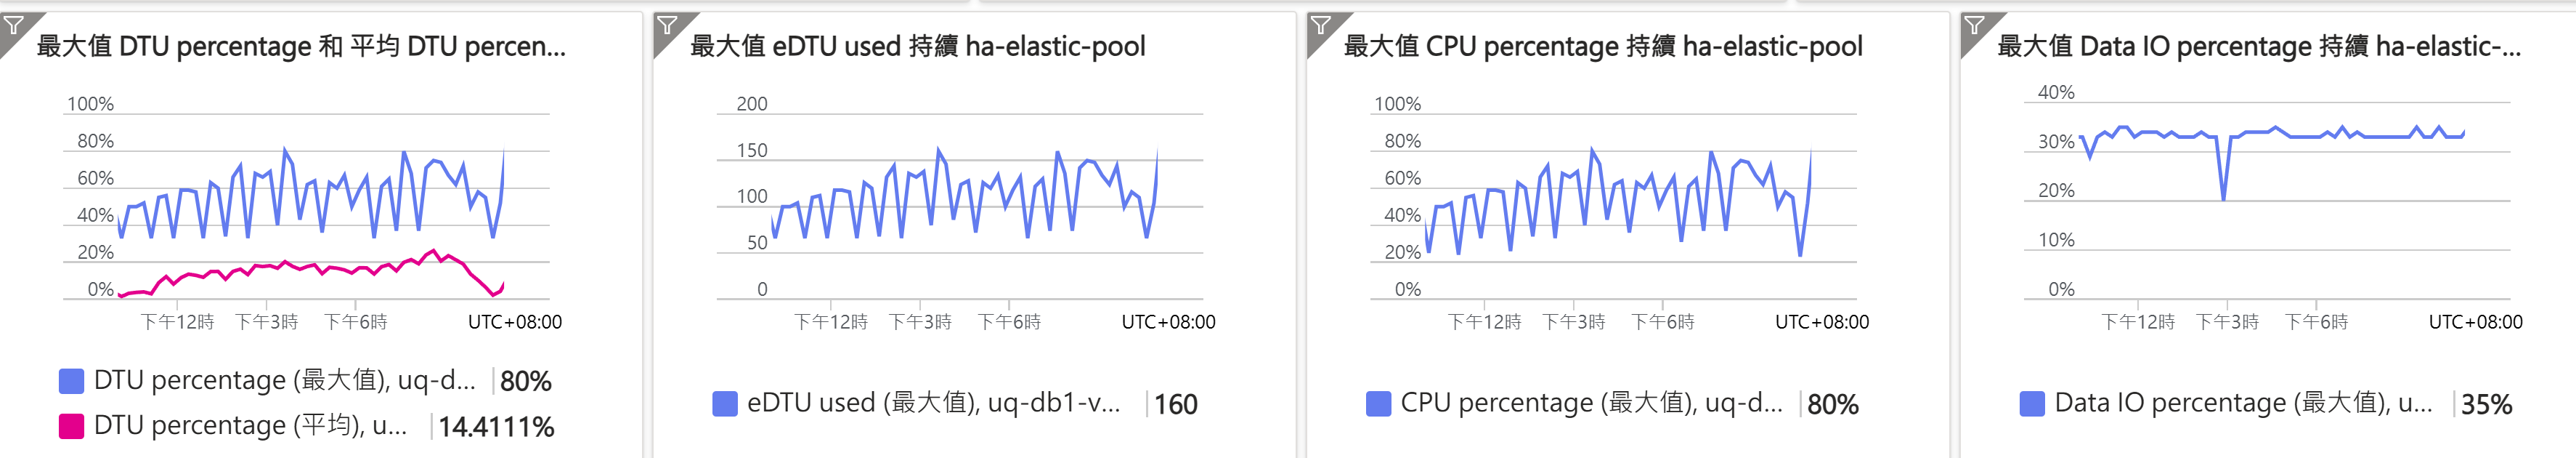 最大值 DTU percentage 和 平均 DTU percen...
100%
80%
60%
40%
20%
0%
下午12時 下午3時 下午6時 UTC+08:00
DTU percentage (最大值), uq-d... 80%
DTU percentage (平均), u... 14.4111%
最大值 eDTU used 持續 ha-elastic-pool
200
150
100
50
0
下午12時 下午3時 下午6時 UTC+08:00
eDTU used (最大值), uq-db1-v... 160
最大值 CPU percentage 持續 ha-elastic-pool
100%
80%
60%
40%
20%
0%
下午12時 下午3時 下午6時 UTC+08:00
CPU percentage (最大值), uq-d... 80%
最大值 Data IO percentage 持續 ha-elastic-...
40%
30%
20%
10%
0%
下午12時 下午3時 下午6時 UTC+08:00
Data IO percentage (最大值), u... 35%